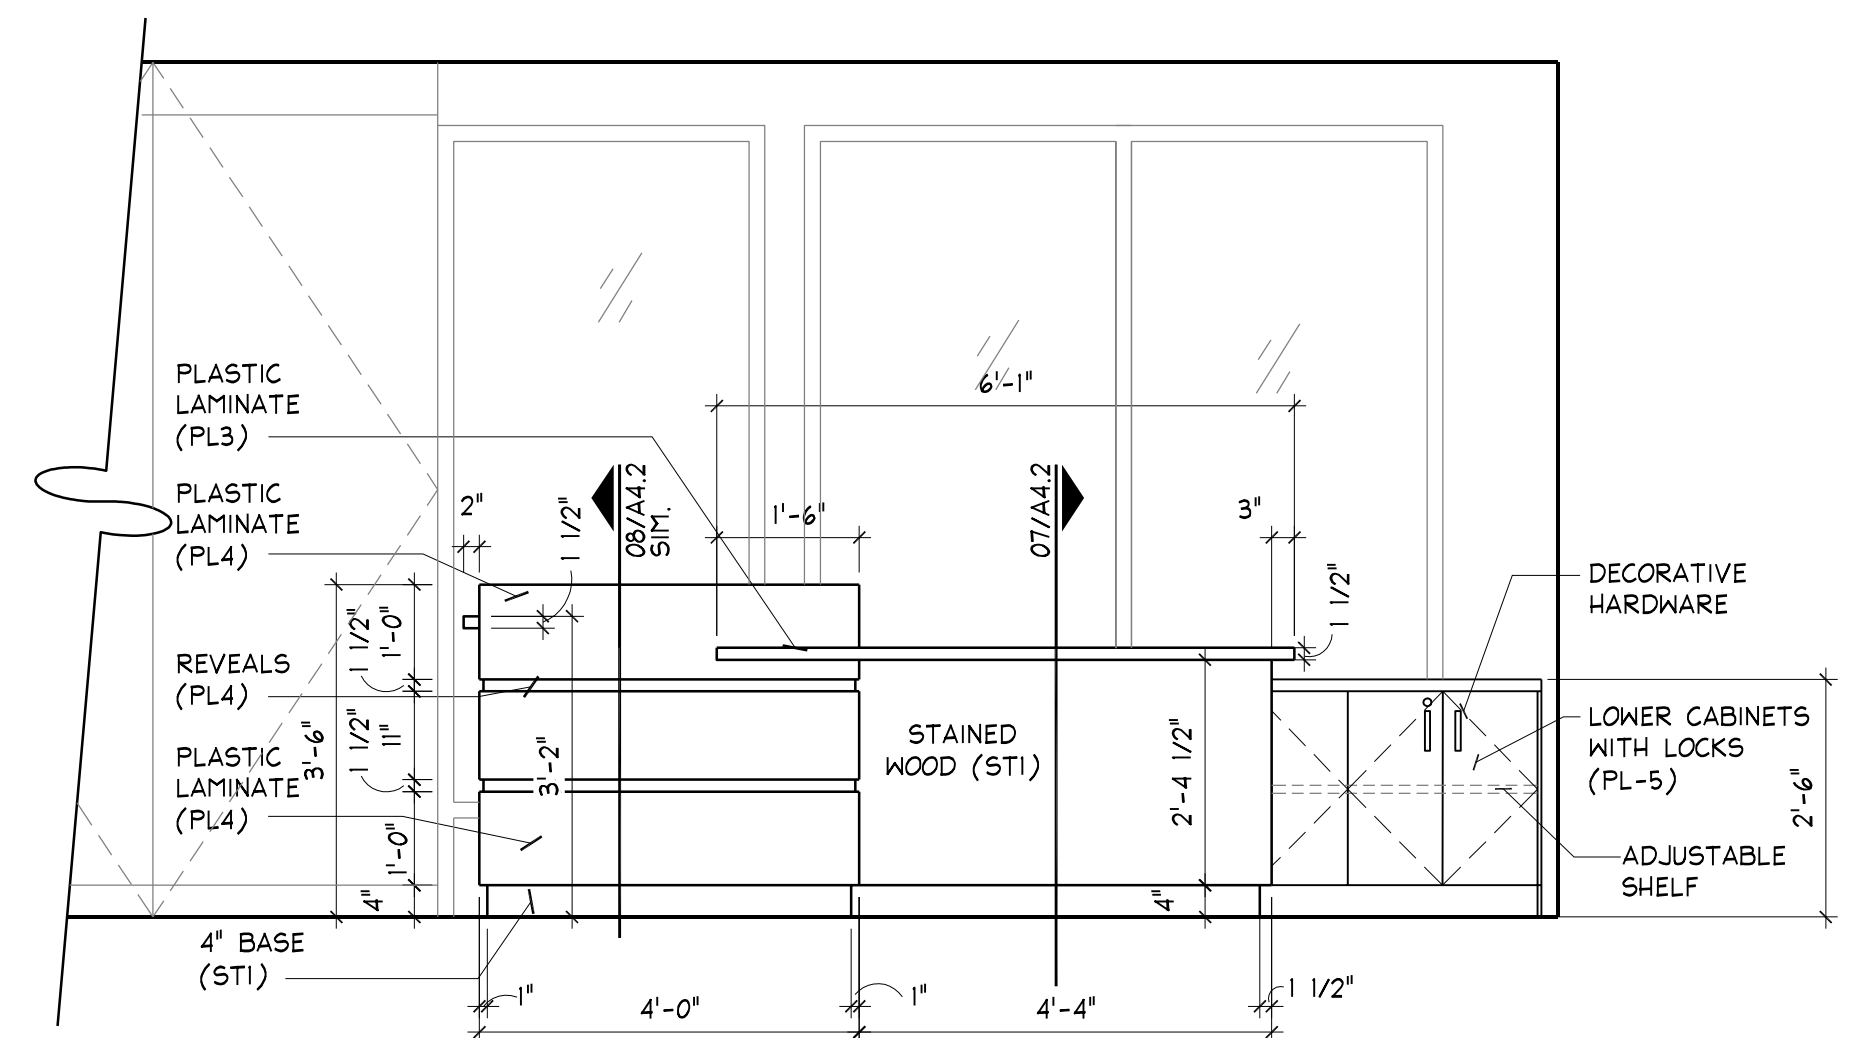 6'-1"
PLASTIC
LAMINATE
(PL3)
PLASTIC
LAMINATE
(PL4)
2"
1 1/2"
08/A4.2
SIM.
1'-6"
07/A4.2
3"
1 1/2"
DECORATIVE
HARDWARE
1 1/2"
1'-0"
REVEALS
(PL4)
3'-6"
1 1/2"
11"
PLASTIC
LAMINATE
(PL4)
1'-0"
4"
3'-2"
STAINED
WOOD (ST1)
2'-4 1/2"
4"
LOWER CABINETS
WITH LOCKS
(PL-5)
2'-6"
ADJUSTABLE
SHELF
4" BASE
(ST1)
1"
4'-0"
1"
4'-4"
1 1/2"